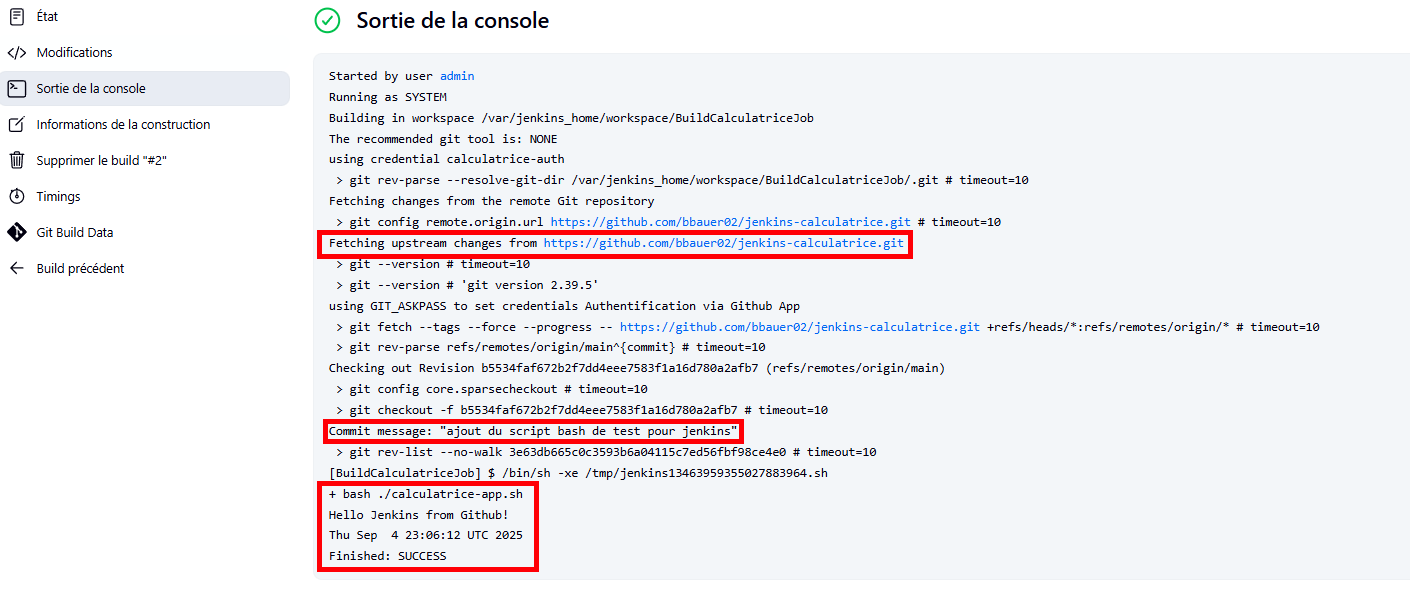 État
Modifications
Sortie de la console
Informations de la construction
Supprimer le build "#2"
Timings
Git Build Data
Build précédent
Sortie de la console
Started by user admin
Running as SYSTEM
Building in workspace /var/jenkins_home/workspace/BuildCalculatriceJob
The recommended git tool is: NONE
using credential calculatrice-auth
> git rev-parse --resolve-git-dir /var/jenkins_home/workspace/BuildCalculatriceJob/.git # timeout=10
Fetching changes from the remote Git repository
> git config remote.origin.url https://github.com/bbauer02/jenkins-calculatrice.git # timeout=10
Fetching upstream changes from https://github.com/bbauer02/jenkins-calculatrice.git
> git --version # timeout=10
> git --version # 'git version 2.39.5'
using GIT_ASKPASS to set credentials Authentification via Github App
> git fetch --tags --force --progress -- https://github.com/bbauer02/jenkins-calculatrice.git +refs/heads/*:refs/remotes/origin/* # timeout=10
> git rev-parse refs/remotes/origin/main^{commit} # timeout=10
Checking out Revision b5534faf672b2f7dd4eee7583f1a16d780a2afb7 (refs/remotes/origin/main)
> git config core.sparsecheckout # timeout=10
> git checkout -f b5534faf672b2f7dd4eee7583f1a16d780a2afb7 # timeout=10
Commit message: "ajout du script bash de test pour jenkins"
> git rev-list --no-walk 3e63db665c0c3593b6a04115c7ed56fbf98ce4e0 # timeout=10
[BuildCalculatriceJob] $ /bin/sh -xe /tmp/jenkins13463959355027883964.sh
+ bash ./calculatrice-app.sh
Hello Jenkins from Github!
Thu Sep  4 23:06:12 UTC 2025
Finished: SUCCESS